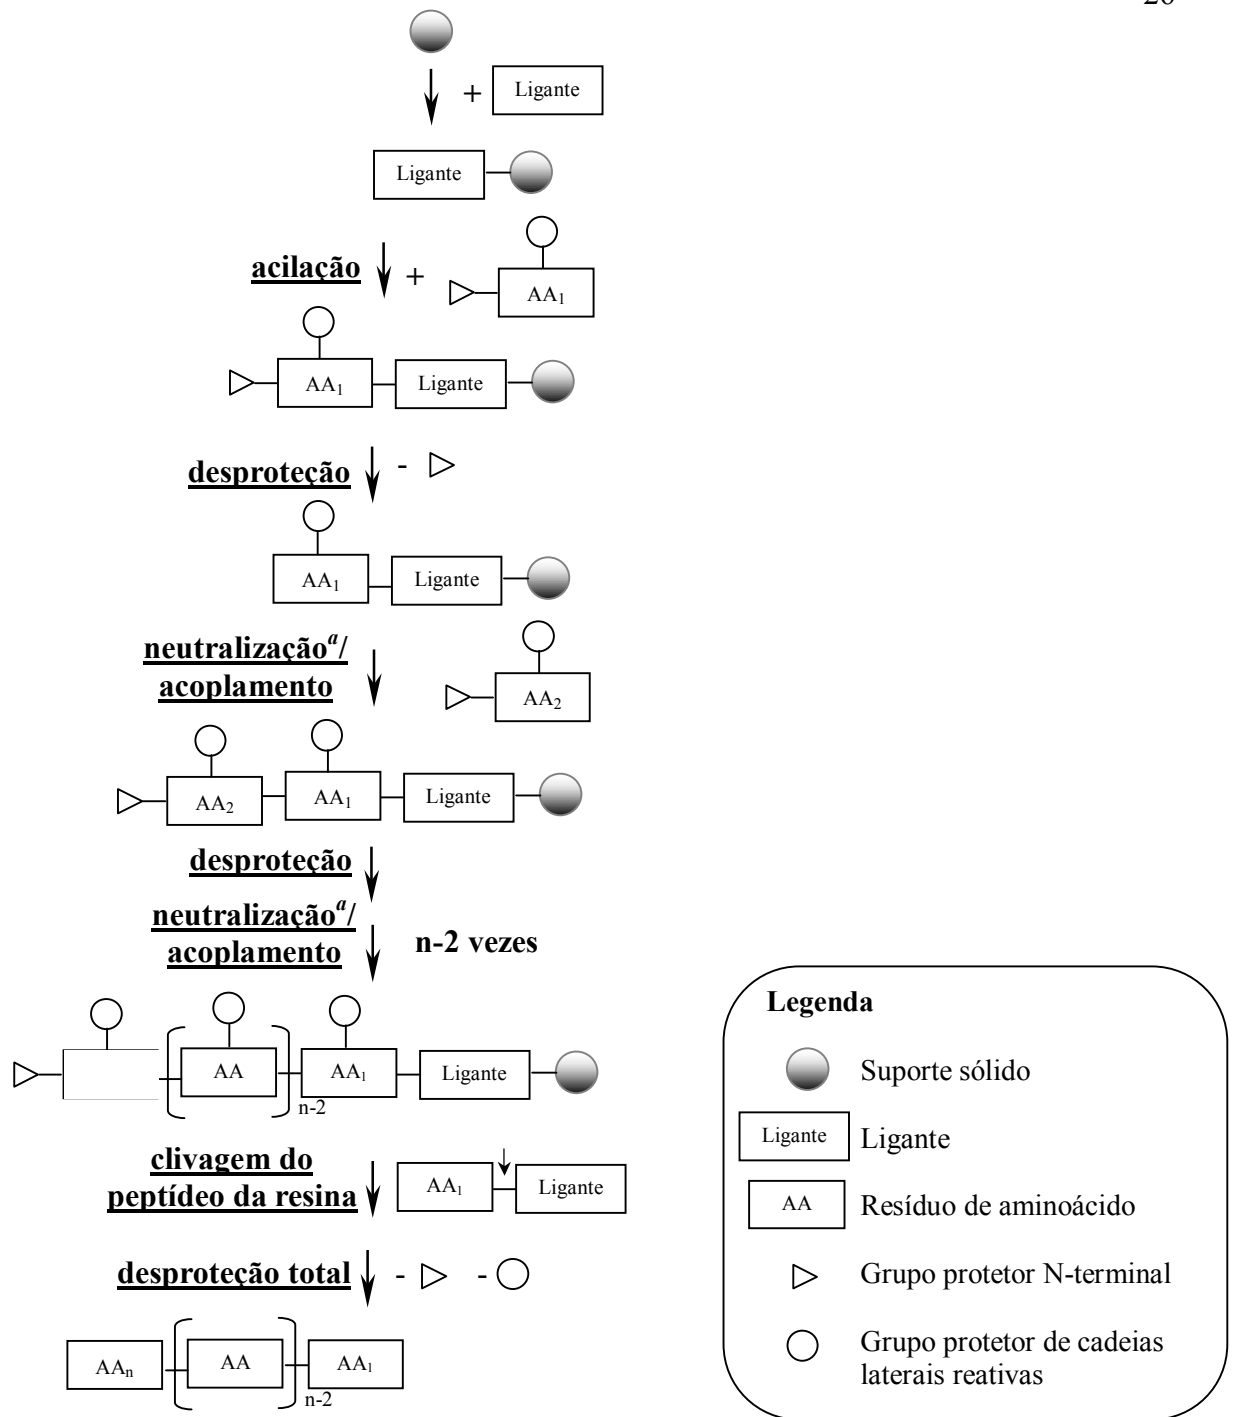 + Ligante
Ligante
acilação + AA1
AA1 Ligante
desproteção -
AA1 Ligante
neutralizaçãoª/
acoplamento
AA2
AA2 AA1 Ligante
desproteção
neutralizaçãoª/
acoplamento
n-2 vezes
AA AA1 Ligante
n-2
clivagem do
peptídeo da resina
AA1 Ligante
desproteção total - -
AAn AA AA1
n-2
Legenda
Suporte sólido
Ligante Ligante
AA Resíduo de aminoácido
Grupo protetor N-terminal
Grupo protetor de cadeias
laterais reativas